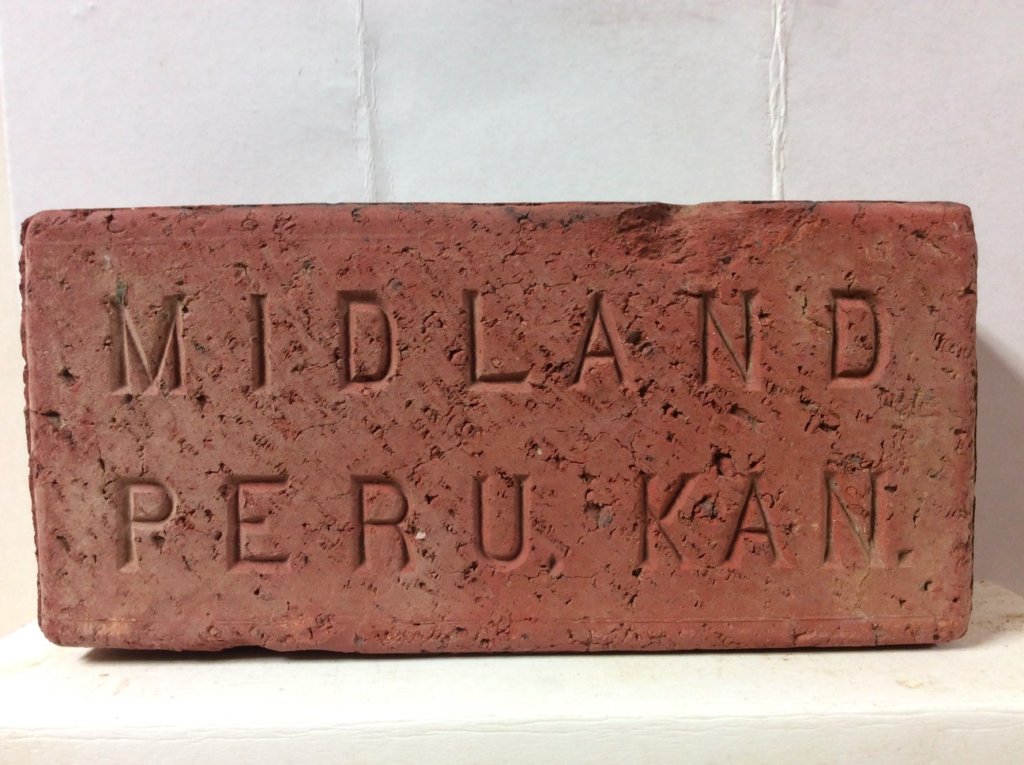 MIDLAND
PERU, KAN.